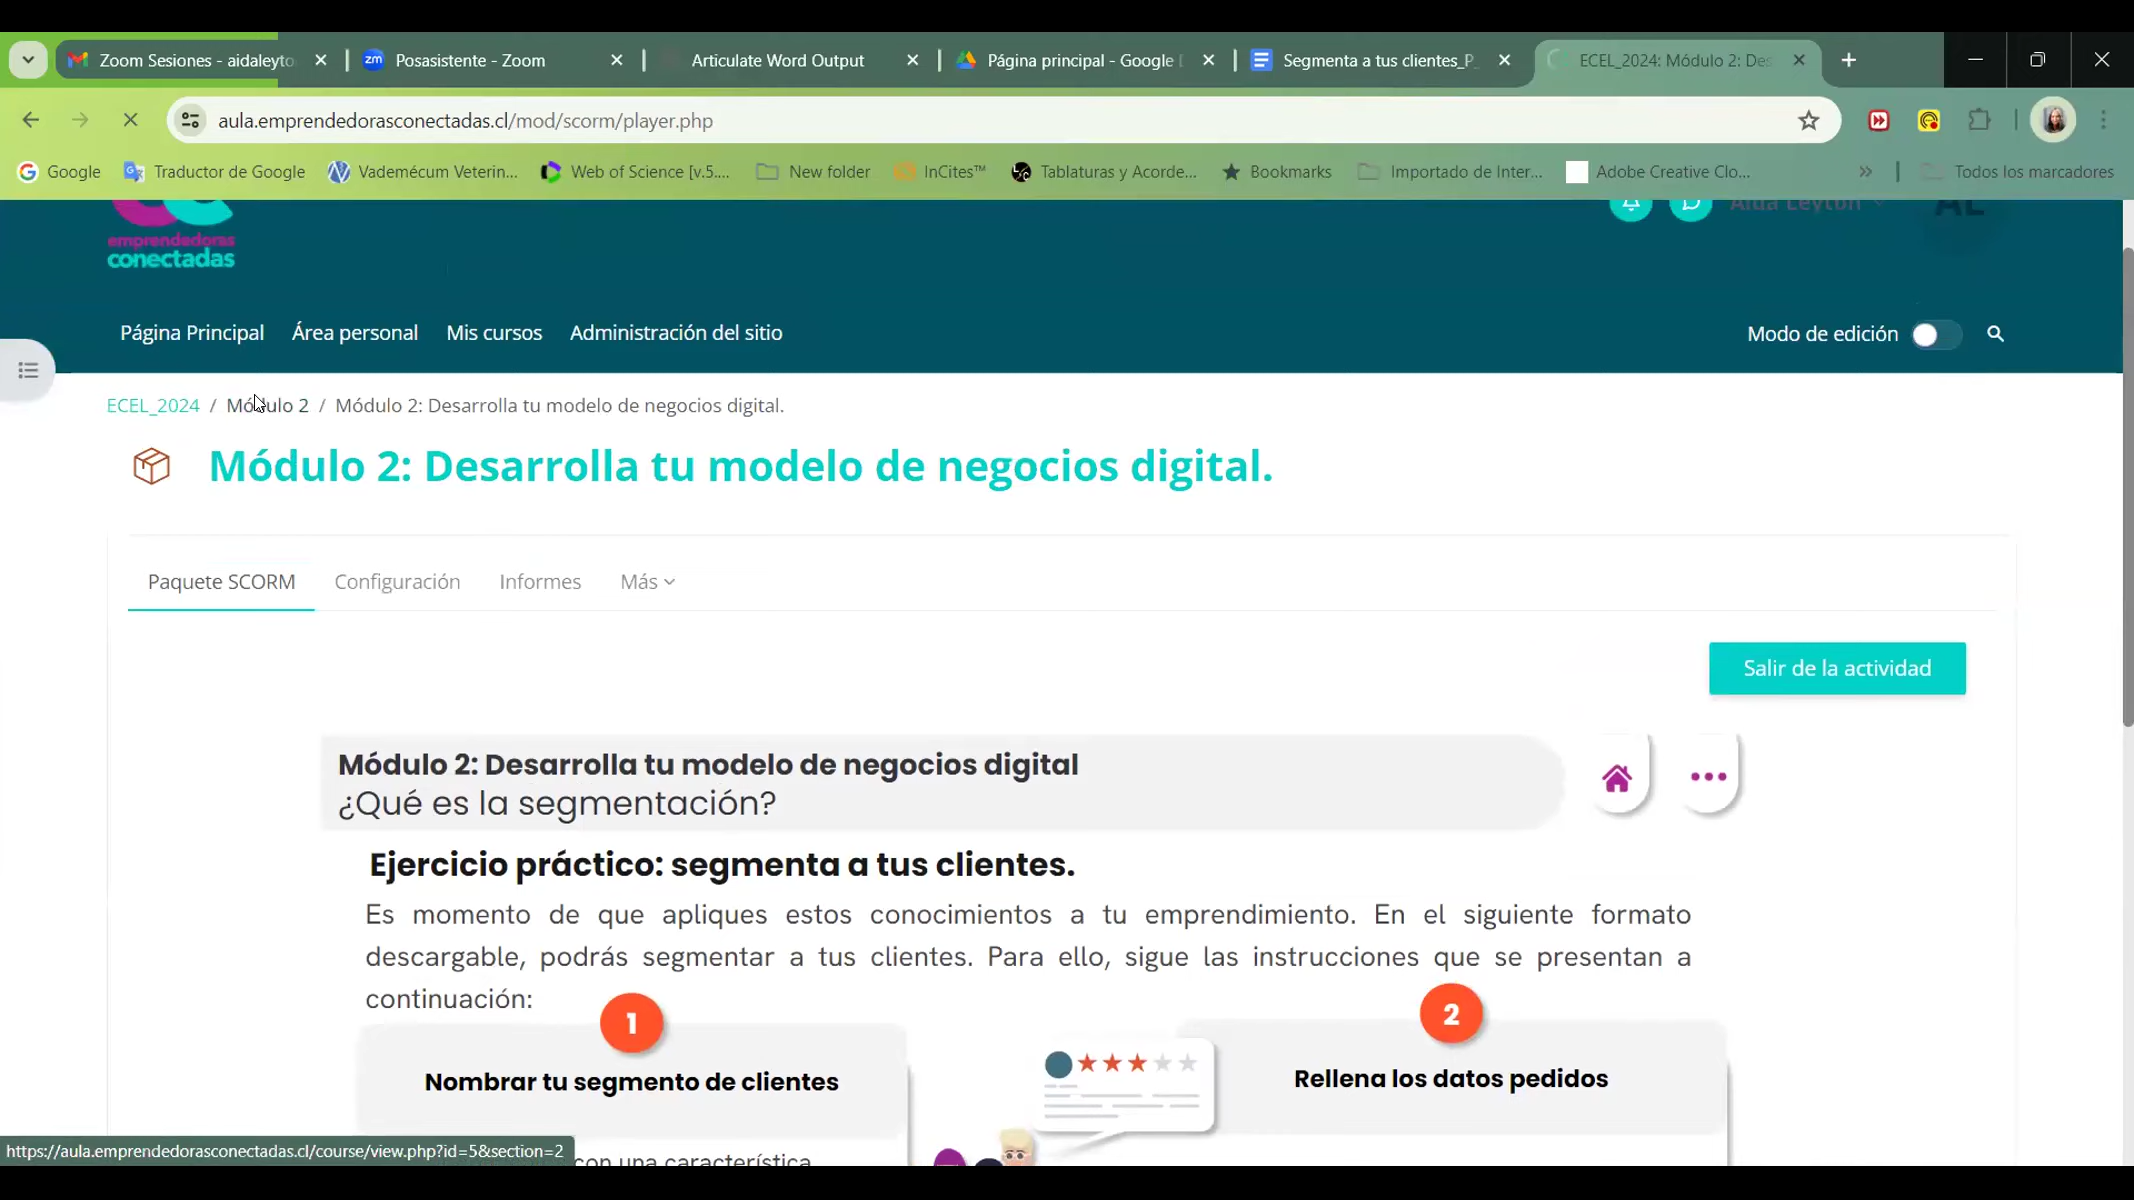 Zoom Sesiones - aidaleyto
Posasistente - Zoom
Articulate Word Output
Página principal - Google D
Segmenta a tus clientes_P
ECEL_2024: Módulo 2: Des
aula.emprendedorasconectadas.cl/mod/scorm/player.php
Google
Traductor de Google
Vademécum Veterin...
Web of Science [v.5....
New folder
InCites™
Tablaturas y Acorde...
Bookmarks
Importado de Inter...
Adobe Creative Clo...
»
Todos los marcadores
emprendedoras
conectadas
Aida Leyton
AL
Página Principal
Área personal
Mis cursos
Administración del sitio
Modo de edición
ECEL_2024 / Módulo 2 / Módulo 2: Desarrolla tu modelo de negocios digital.
Módulo 2: Desarrolla tu modelo de negocios digital.
Paquete SCORM
Configuración
Informes
Más
Salir de la actividad
Módulo 2: Desarrolla tu modelo de negocios digital
¿Qué es la segmentación?
Ejercicio práctico: segmenta a tus clientes.
Es momento de que apliques estos conocimientos a tu emprendimiento. En el siguiente formato
descargable, podrás segmentar a tus clientes. Para ello, sigue las instrucciones que se presentan a
continuación:
1
Nombrar tu segmento de clientes
2
Rellena los datos pedidos
con una característica
https://aula.emprendedorasconectadas.cl/course/view.php?id=5&section=2